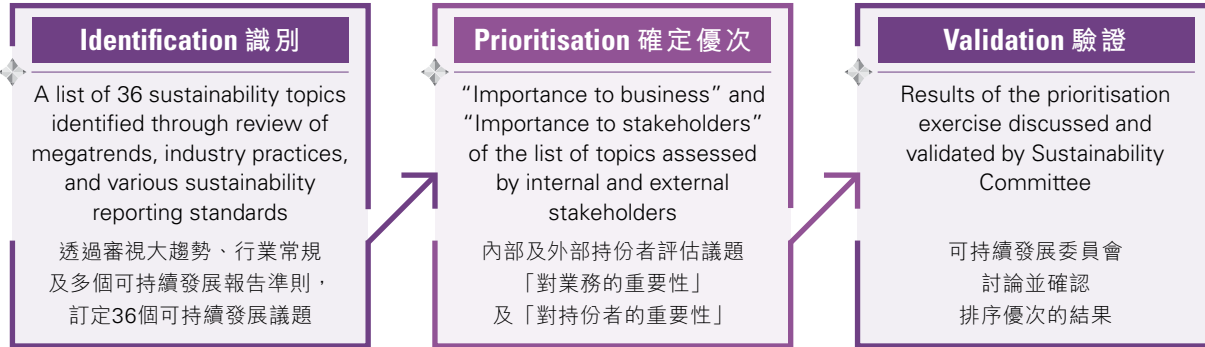 Identification 識別
A list of 36 sustainability topics
identified through review of
megatrends, industry practices,
and various sustainability
reporting standards
透過審視大趨勢、行業常規
及多個可持續發展報告準則，
訂定36個可持續發展議題
Prioritisation 確定優次
“Importance to business” and
“Importance to stakeholders”
of the list of topics assessed
by internal and external
stakeholders
內部及外部持份者評估議題
「對業務的重要性」
及「對持份者的重要性」
Validation 驗證
Results of the prioritisation
exercise discussed and
validated by Sustainability
Committee
可持續發展委員會
討論並確認
排序優次的結果